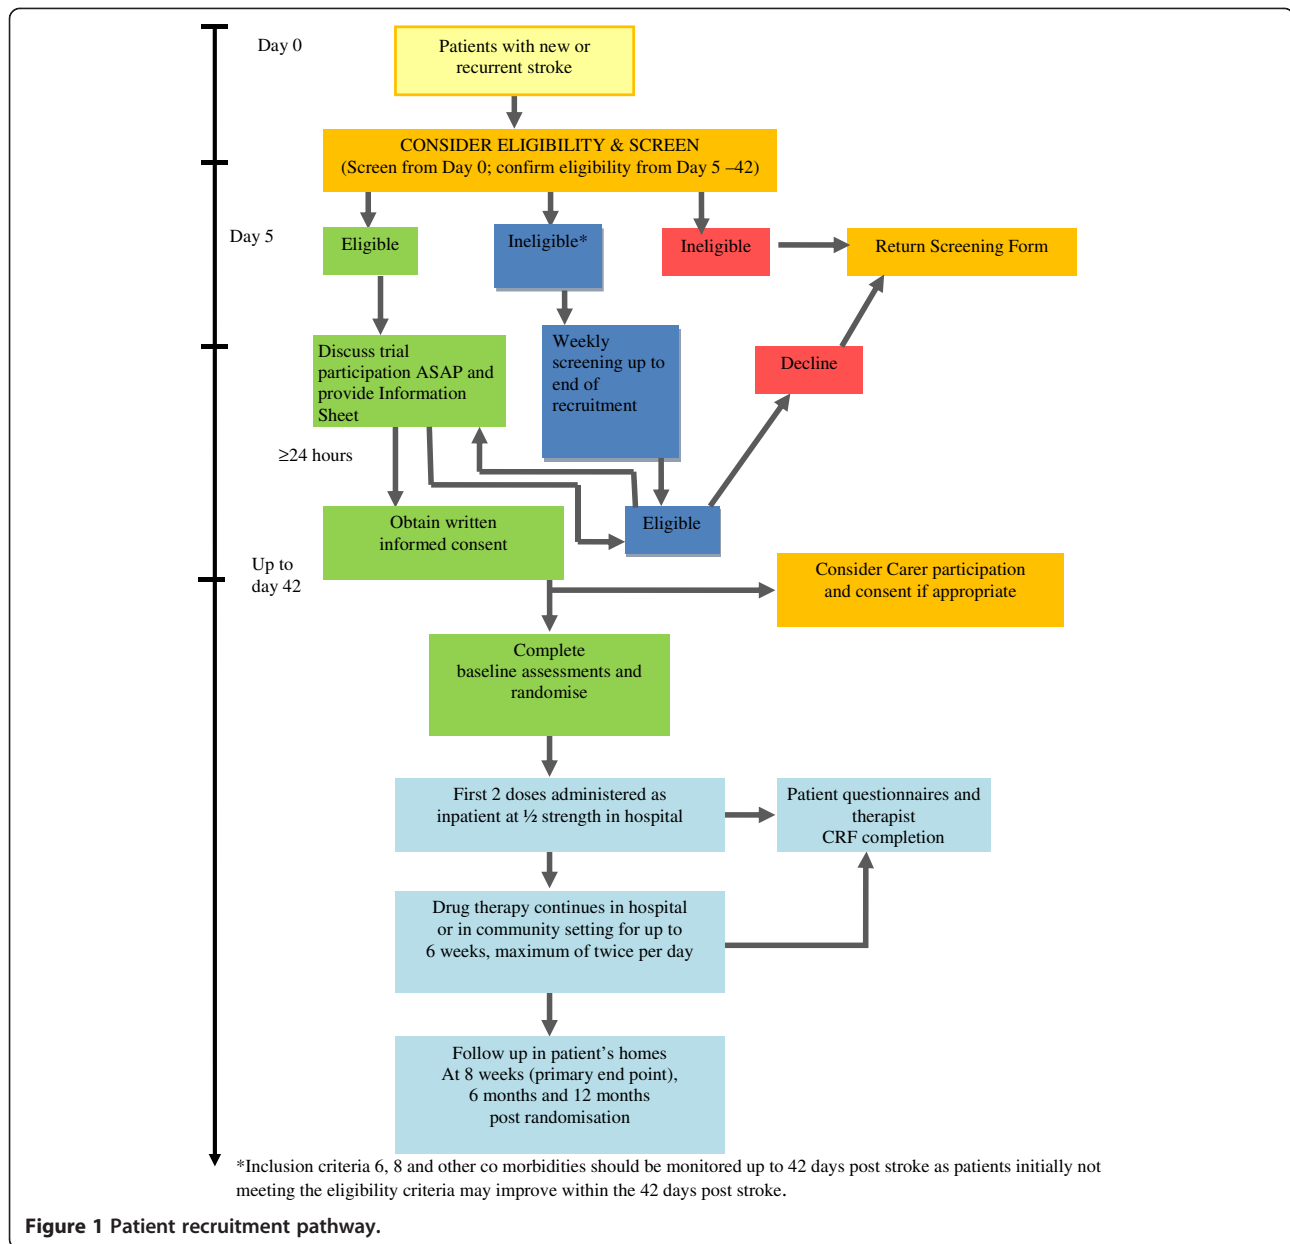 Day 0
Patients with new or
recurrent stroke
CONSIDER ELIGIBILITY & SCREEN
(Screen from Day 0; confirm eligibility from Day 5 –42)
Day 5
Eligible
Ineligible*
Ineligible
Return Screening Form
Discuss trial
participation ASAP and
provide Information
Sheet
Weekly
screening up to
end of
recruitment
Decline
≥24 hours
Obtain written
informed consent
Eligible
Up to
day 42
Consider Carer participation
and consent if appropriate
Complete
baseline assessments and
randomise
First 2 doses administered as
inpatient at ½ strength in hospital
Patient questionnaires and
therapist
CRF completion
Drug therapy continues in hospital
or in community setting for up to
6 weeks, maximum of twice per day
Follow up in patient's homes
At 8 weeks (primary end point),
6 months and 12 months
post randomisation
*Inclusion criteria 6, 8 and other co morbidities should be monitored up to 42 days post stroke as patients initially not
meeting the eligibility criteria may improve within the 42 days post stroke.
Figure 1 Patient recruitment pathway.